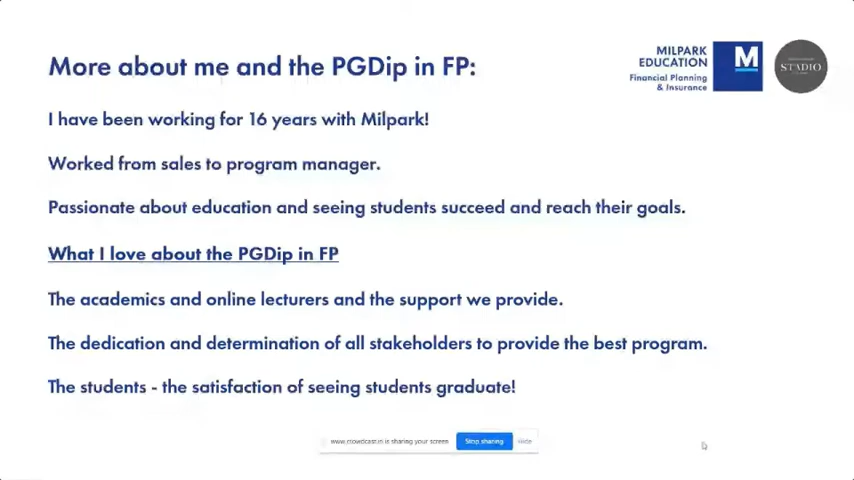 More about me and the PGDip in FP:
MILPARK
EDUCATION
Financial Planning
& Insurance
M
STADIO
I have been working for 16 years with Milpark!
Worked from sales to program manager.
Passionate about education and seeing students succeed and reach their goals.
What I love about the PGDip in FP
The academics and online lecturers and the support we provide.
The dedication and determination of all stakeholders to provide the best program.
The students - the satisfaction of seeing students graduate!
www.crowdcast.io is sharing your screen
Stop sharing
Hide